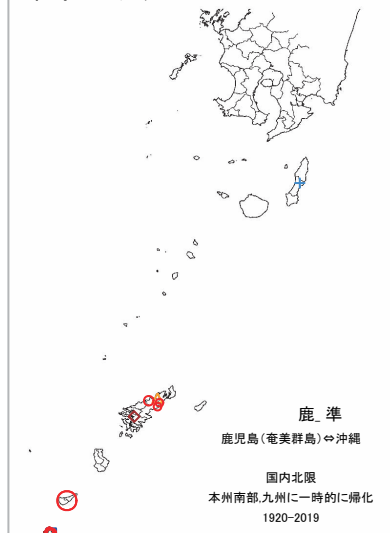 鹿_準
鹿児島(奄美群島)⇔沖縄
国内北限
本州南部,九州に一時的に帰化
1920-2019